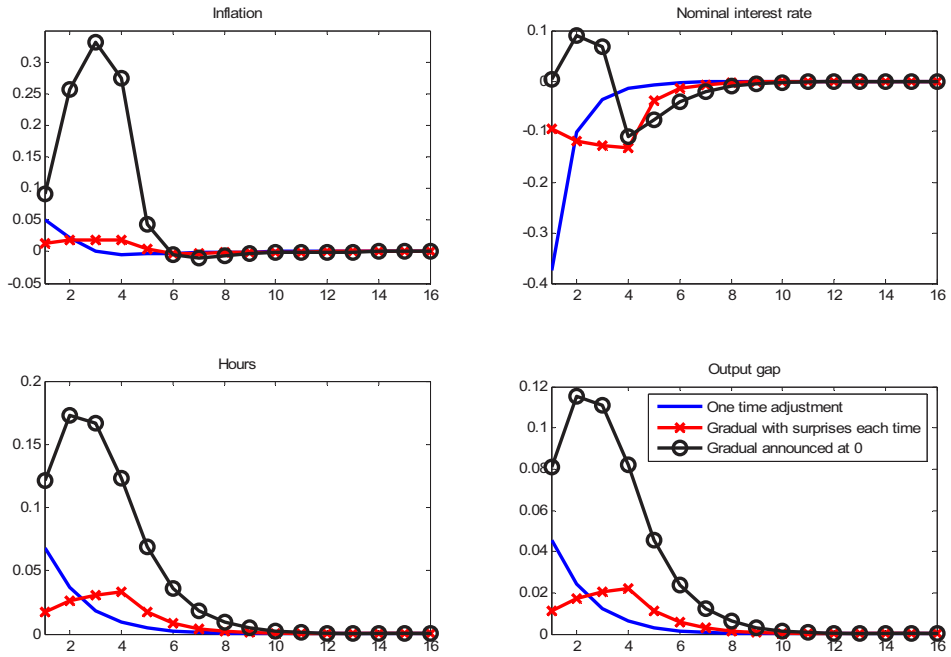 Inflation
0.35
0.3
0.25
0.2
0.15
0.1
0.05
0
-0.05
2 4 6 8 10 12 14 16
Nominal interest rate
0.1
0
-0.1
-0.2
-0.3
-0.4
2 4 6 8 10 12 14 16
Hours
0.2
0.15
0.1
0.05
0
2 4 6 8 10 12 14 16
Output gap
0.12
0.1
0.08
0.06
0.04
0.02
0
2 4 6 8 10 12 14 16
One time adjustment
Gradual with surprises each time
Gradual announced at 0